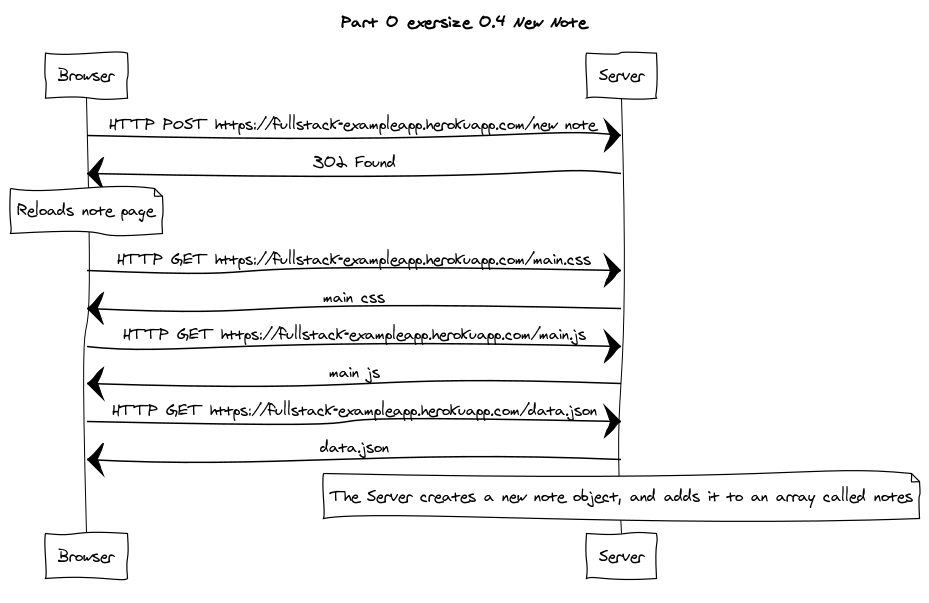 Part 0 exersize 0.4 New Note
Browser
Server
HTTP POST https://fullstack-exampleapp.herokuapp.com/new note
302 Found
Reloads note page
HTTP GET https://fullstack-exampleapp.herokuapp.com/main.css
main css
HTTP GET https://fullstack-exampleapp.herokuapp.com/main.js
main js
HTTP GET https://fullstack-exampleapp.herokuapp.com/data.json
data.json
The Server creates a new note object, and adds it to an array called notes
Browser
Server